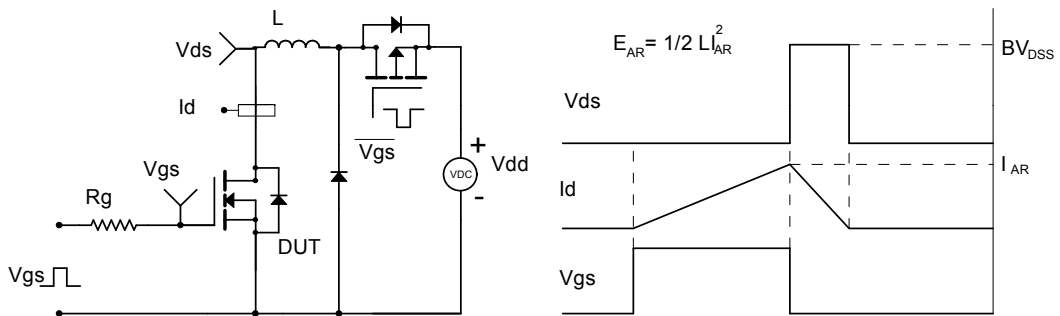 L
Vds
Id
Vgs
Rg
DUT
Vgs
Vgs
+
VDC
-
Vdd
E_AR = 1/2 LI_AR^2
Vds
BV_DSS
Id
I_AR
Vgs